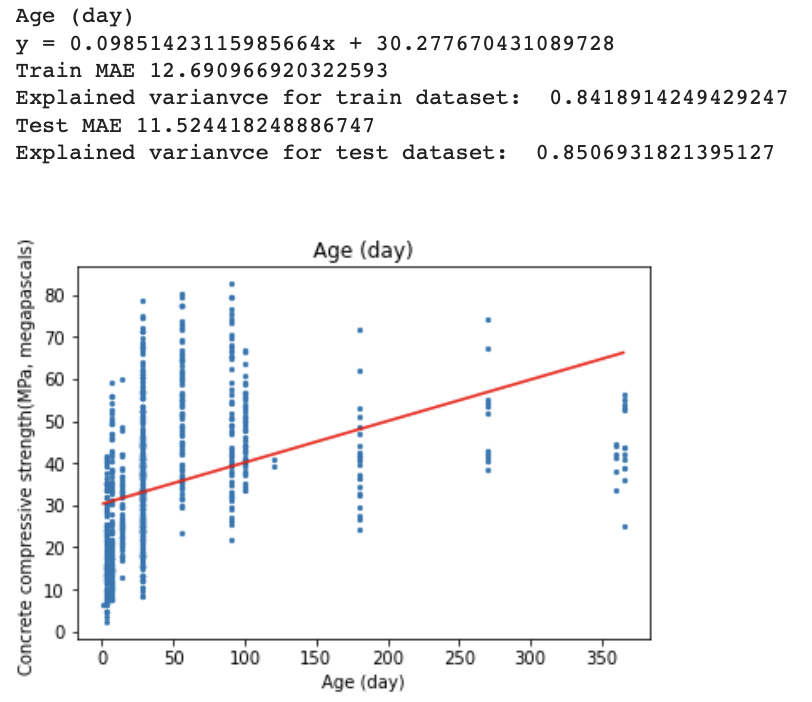 Age (day)
y = 0.09851423115985664x + 30.277670431089728
Train MAE 12.690966920322593
Explained varianvce for train dataset:  0.8418914249429247
Test MAE 11.524418248886747
Explained varianvce for test dataset:  0.8506931821395127
Age (day)
Concrete compressive strength(MPa, megapascals)
80
70
60
50
40
30
20
10
0
0 50 100 150 200 250 300 350
Age (day)